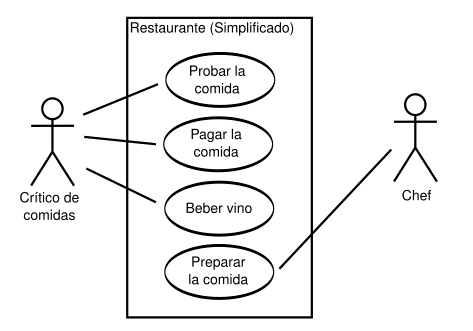 Restaurante (Simplificado)
Probar la
comida
Pagar la
comida
Beber vino
Preparar
la comida
Crítico de
comidas
Chef